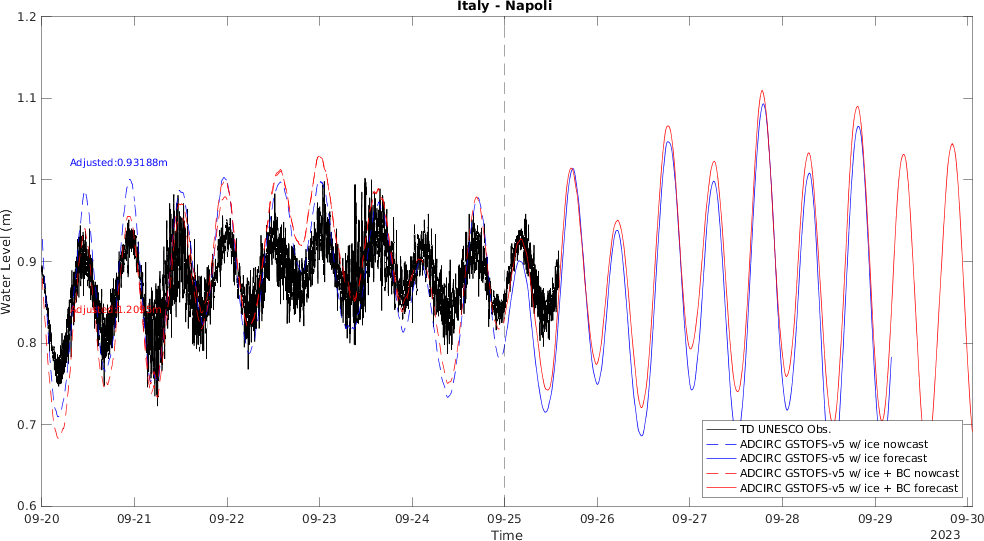 Italy - Napoli
1.2
1.1
1
0.9
0.8
0.7
0.6
Water Level (m)
Adjusted:0.93188m
09-20
09-21
09-22
09-23
09-24
09-25
09-26
09-27
09-28
09-29
09-30
Time
2023
TD UNESCO Obs.
ADCIRC GSTOFS-v5 w/ ice nowcast
ADCIRC GSTOFS-v5 w/ ice forecast
ADCIRC GSTOFS-v5 w/ ice + BC nowcast
ADCIRC GSTOFS-v5 w/ ice + BC forecast